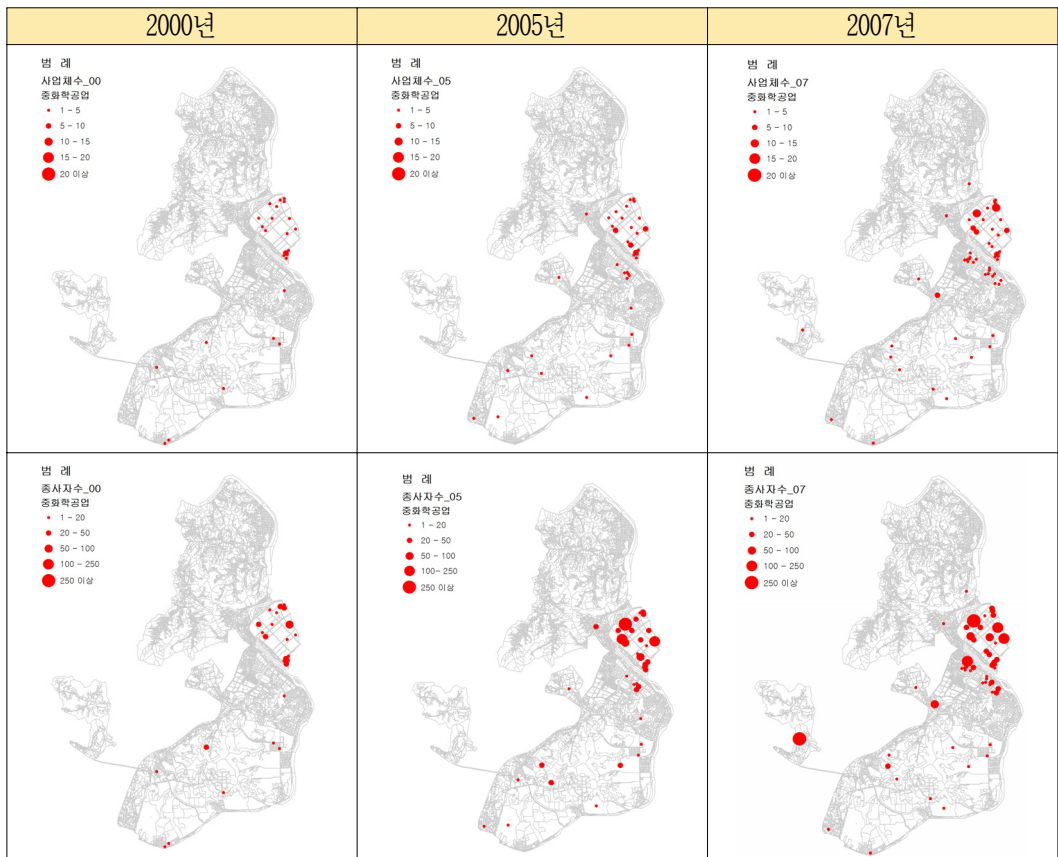 2000년
2005년
2007년
범 례
사업체수_00
중화학공업
1 - 5
5 - 10
10 - 15
15 - 20
20 이상
범 례
사업체수_05
중화학공업
1 - 5
5 - 10
10 - 15
15 - 20
20 이상
범 례
사업체수_07
중화학공업
1 - 5
5 - 10
10 - 15
15 - 20
20 이상
범 례
종사자수_00
중화학공업
1 - 20
20 - 50
50 - 100
100 - 250
250 이상
범 례
종사자수_05
중화학공업
1 - 20
20 - 50
50 - 100
100- 250
250 이상
범 례
종사자수_07
중화학공업
1 - 20
20 - 50
50 - 100
100 - 250
250 이상